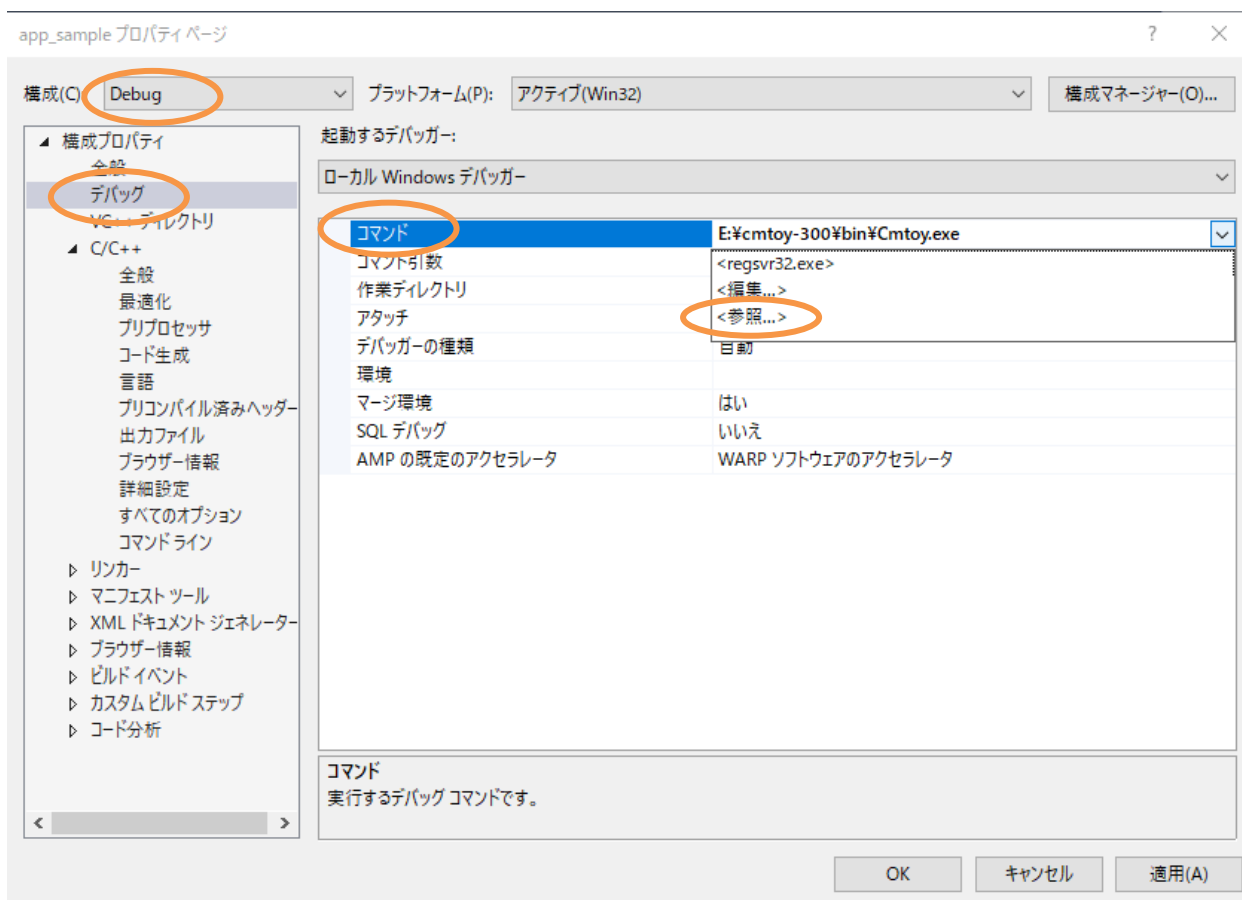 app_sample プロパティ ページ
?
構成(C)
Debug
プラットフォーム(P):
アクティブ(Win32)
構成マネージャー(O)...
構成プロパティ
全般
デバッグ
VC++ ディレクトリ
C/C++
全般
最適化
プリプロセッサ
コード生成
言語
プリコンパイル済みヘッダー
出力ファイル
ブラウザー情報
詳細設定
すべてのオプション
コマンド ライン
リンカー
マニフェスト ツール
XML ドキュメント ジェネレーター
ブラウザー情報
ビルド イベント
カスタム ビルド ステップ
コード分析
起動するデバッガー:
ローカル Windows デバッガー
コマンド
E:¥cmtoy-300¥bin¥Cmtoy.exe
コマンド引数
<regsvr32.exe>
作業ディレクトリ
<編集...>
アタッチ
<参照...>
デバッガーの種類
自動
環境
マージ環境
はい
SQL デバッグ
いいえ
AMP の既定のアクセラレータ
WARP ソフトウェアのアクセラレータ
コマンド
実行するデバッグ コマンドです。
OK
キャンセル
適用(A)